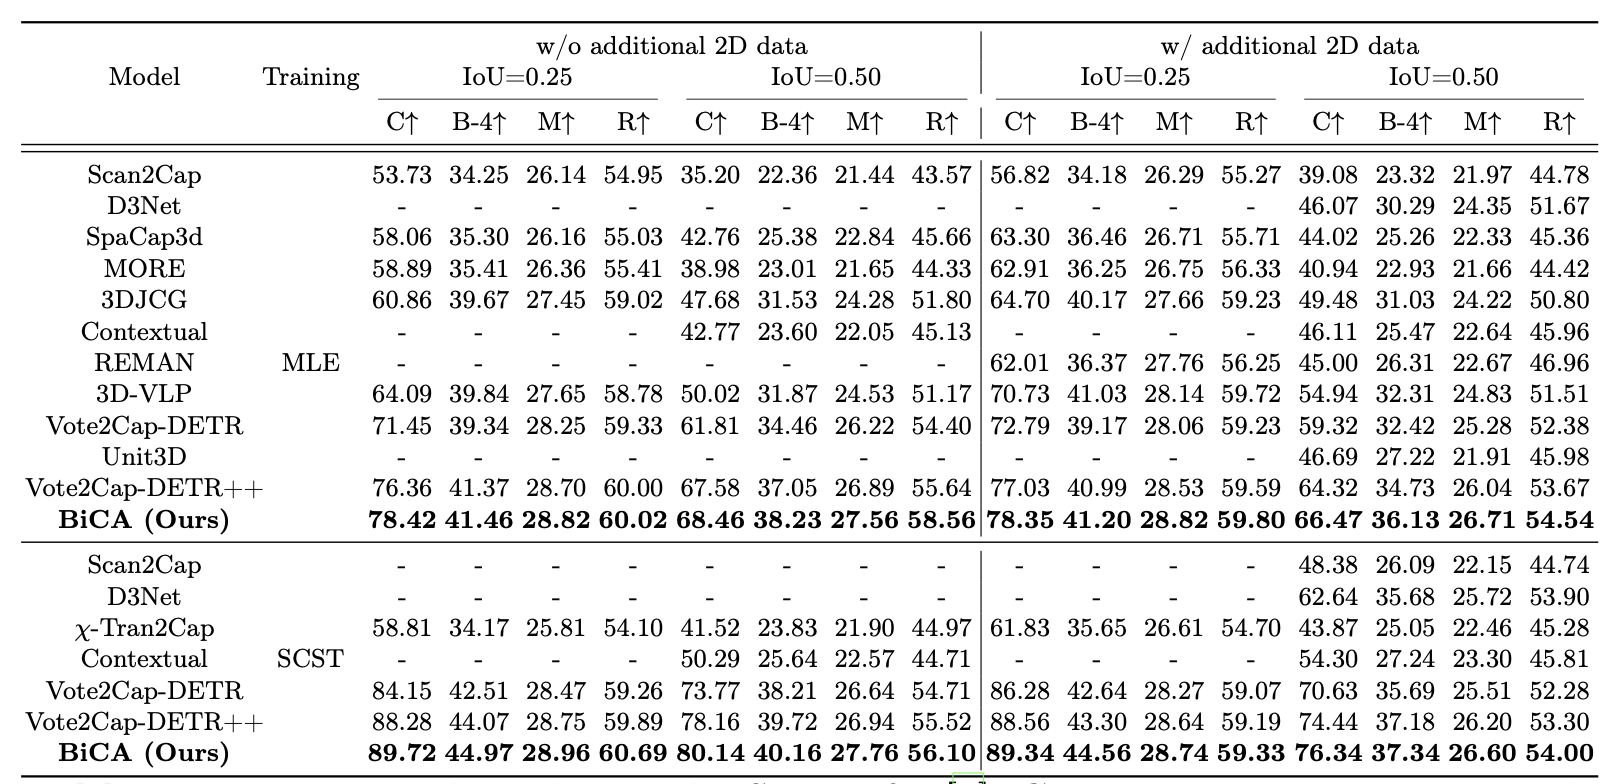 w/o additional 2D data w/ additional 2D data
Model Training IoU=0.25 IoU=0.50 IoU=0.25 IoU=0.50
C↑ B-4↑ M↑ R↑ C↑ B-4↑ M↑ R↑ C↑ B-4↑ M↑ R↑ C↑ B-4↑ M↑ R↑
Scan2Cap 53.73 34.25 26.14 54.95 35.20 22.36 21.44 43.57 56.82 34.18 26.29 55.27 39.08 23.32 21.97 44.78
D3Net - - - - - - - - - - - - 46.07 30.29 24.35 51.67
SpaCap3d 58.06 35.30 26.16 55.03 42.76 25.38 22.84 45.66 63.30 36.46 26.71 55.71 44.02 25.26 22.33 45.36
MORE 58.89 35.41 26.36 55.41 38.98 23.01 21.65 44.33 62.91 36.25 26.75 56.33 40.94 22.93 21.66 44.42
3DJCG 60.86 39.67 27.45 59.02 47.68 31.53 24.28 51.80 64.70 40.17 27.66 59.23 49.48 31.03 24.22 50.80
Contextual - - - - 42.77 23.60 22.05 45.13 - - - - 46.11 25.47 22.64 45.96
REMAN MLE - - - - - - - - 62.01 36.37 27.76 56.25 45.00 26.31 22.67 46.96
3D-VLP 64.09 39.84 27.65 58.78 50.02 31.87 24.53 51.17 70.73 41.03 28.14 59.72 54.94 32.31 24.83 51.51
Vote2Cap-DETR 71.45 39.34 28.25 59.33 61.81 34.46 26.22 54.40 72.79 39.17 28.06 59.23 59.32 32.42 25.28 52.38
Unit3D - - - - - - - - - - - - 46.69 27.22 21.91 45.98
Vote2Cap-DETR++ 76.36 41.37 28.70 60.00 67.58 37.05 26.89 55.64 77.03 40.99 28.53 59.59 64.32 34.73 26.04 53.67
BiCA (Ours) 78.42 41.46 28.82 60.02 68.46 38.23 27.56 58.56 78.35 41.20 28.82 59.80 66.47 36.13 26.71 54.54
Scan2Cap - - - - - - - - - - - - 48.38 26.09 22.15 44.74
D3Net - - - - - - - - - - - - 62.64 35.68 25.72 53.90
χ-Tran2Cap 58.81 34.17 25.81 54.10 41.52 23.83 21.90 44.97 61.83 35.65 26.61 54.70 43.87 25.05 22.46 45.28
Contextual SCST - - - - 50.29 25.64 22.57 44.71 - - - - 54.30 27.24 23.30 45.81
Vote2Cap-DETR 84.15 42.51 28.47 59.26 73.77 38.21 26.64 54.71 86.28 42.64 28.27 59.07 70.63 35.69 25.51 52.28
Vote2Cap-DETR++ 88.28 44.07 28.75 59.89 78.16 39.72 26.94 55.52 88.56 43.30 28.64 59.19 74.44 37.18 26.20 53.30
BiCA (Ours) 89.72 44.97 28.96 60.69 80.14 40.16 27.76 56.10 89.34 44.56 28.74 59.33 76.34 37.34 26.60 54.00